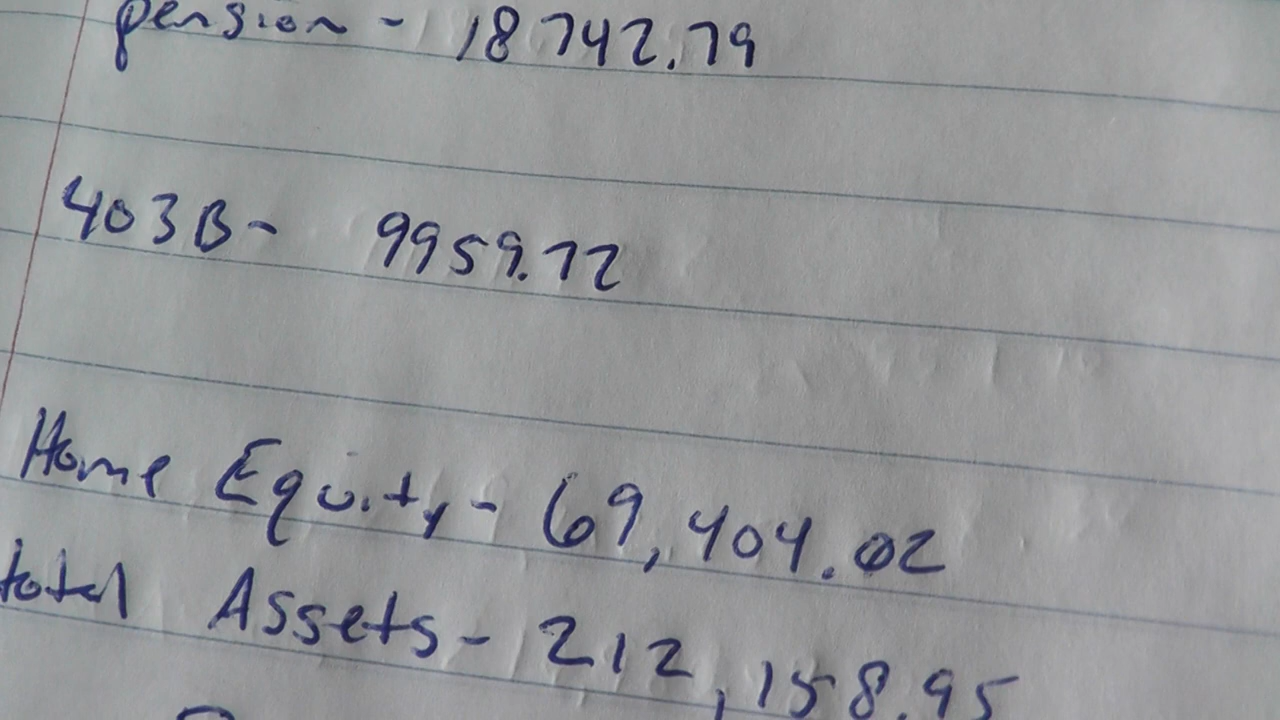 pension - 18742.79
403B - 9959.72
Home Equity - 69,404.02
total Assets - 212,158.95